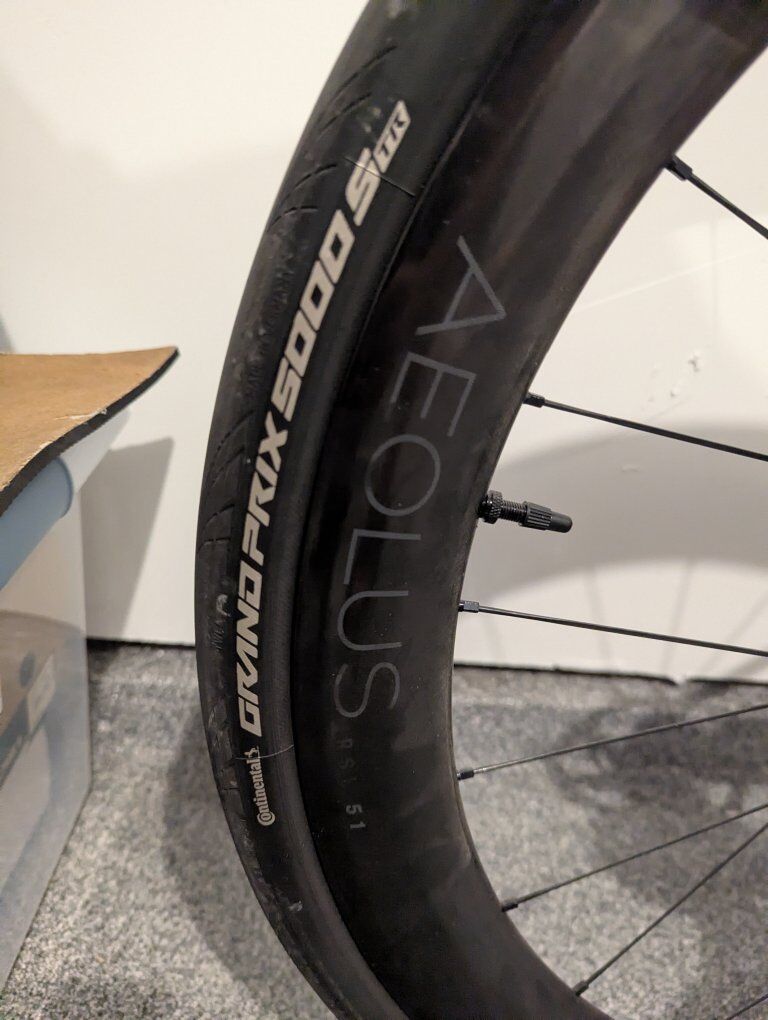 Continental
GRAND PRIX 5000 S TR
AEOLUS
RSL 51